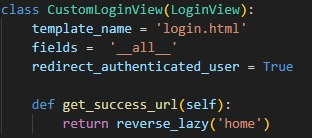 class CustomLoginView(LoginView):
    template_name = 'login.html'
    fields =  '__all__'
    redirect_authenticated_user = True

    def get_success_url(self):
        return reverse_lazy('home')